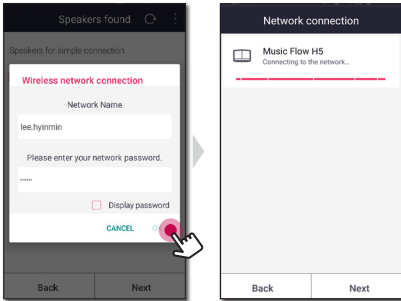 Speakers found
Speakers for simple connection
Wireless network connection
Network Name
lee.hyinmin
Please enter your network password.
Display password
CANCEL
Back
Next
Network connection
Music Flow H5
Connecting to the network...
Back
Next